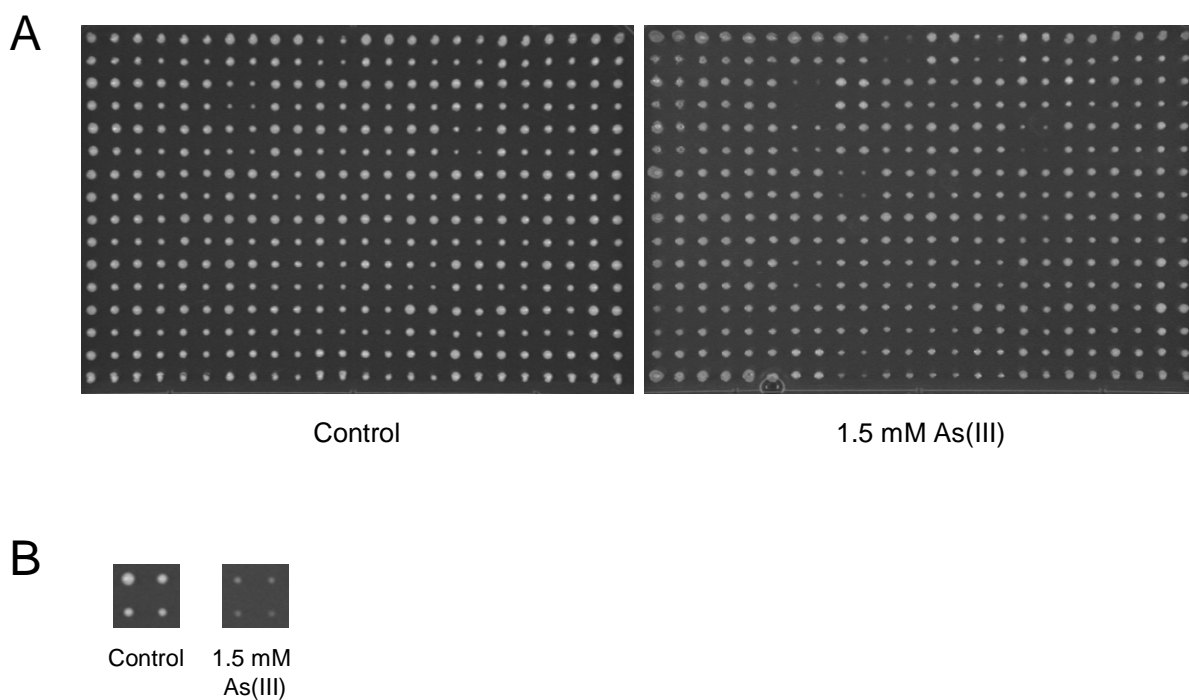 A
Control
1.5 mM As(III)
B
Control
1.5 mM
As(III)